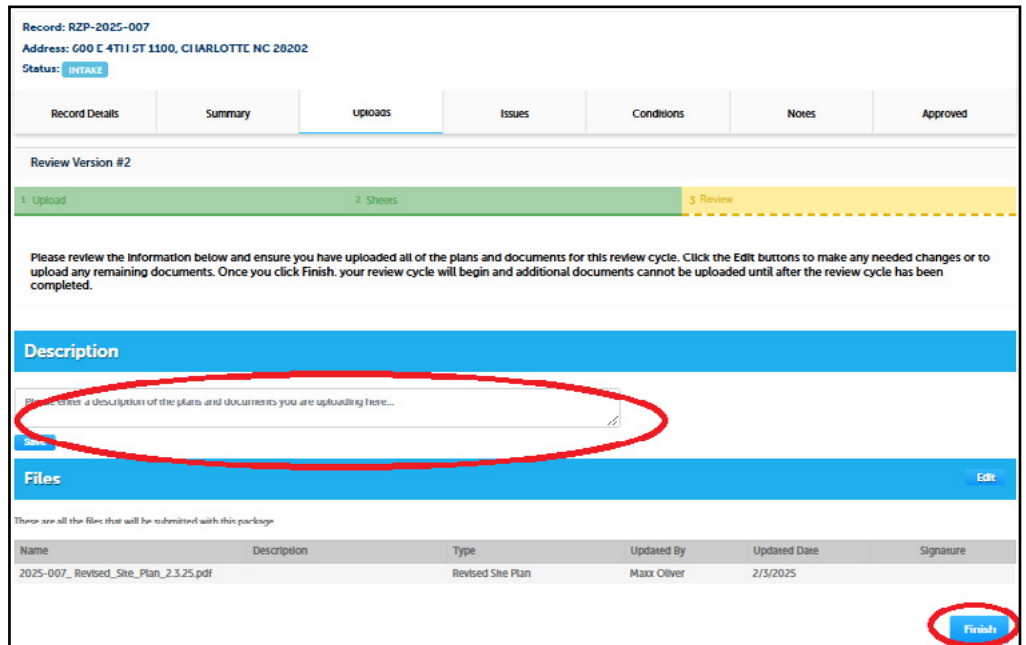 Record: RZP-2025-007
Address: 600 E 4TH ST 1100, CHARLOTTE NC 28202
Status: INTAKE
Record Details Summary Uploads Issues Conditions Notes Approved
Review Version #2
1 Upload 2 Sheets 3 Review
Please review the information below and ensure you have uploaded all of the plans and documents for this review cycle. Click the Edit buttons to make any needed changes or to
upload any remaining documents. Once you click Finish, your review cycle will begin and additional documents cannot be uploaded until after the review cycle has been
completed.
Description
Please enter a description of the plans and documents you are uploading here...
Save
Files Edit
These are all the files that will be submitted with this package
Name Description Type Updated By Updated Date Signature
2025-007_ Revised_Site_Plan_2.3.25.pdf Revised Site Plan Maxx Oliver 2/3/2025
Finish